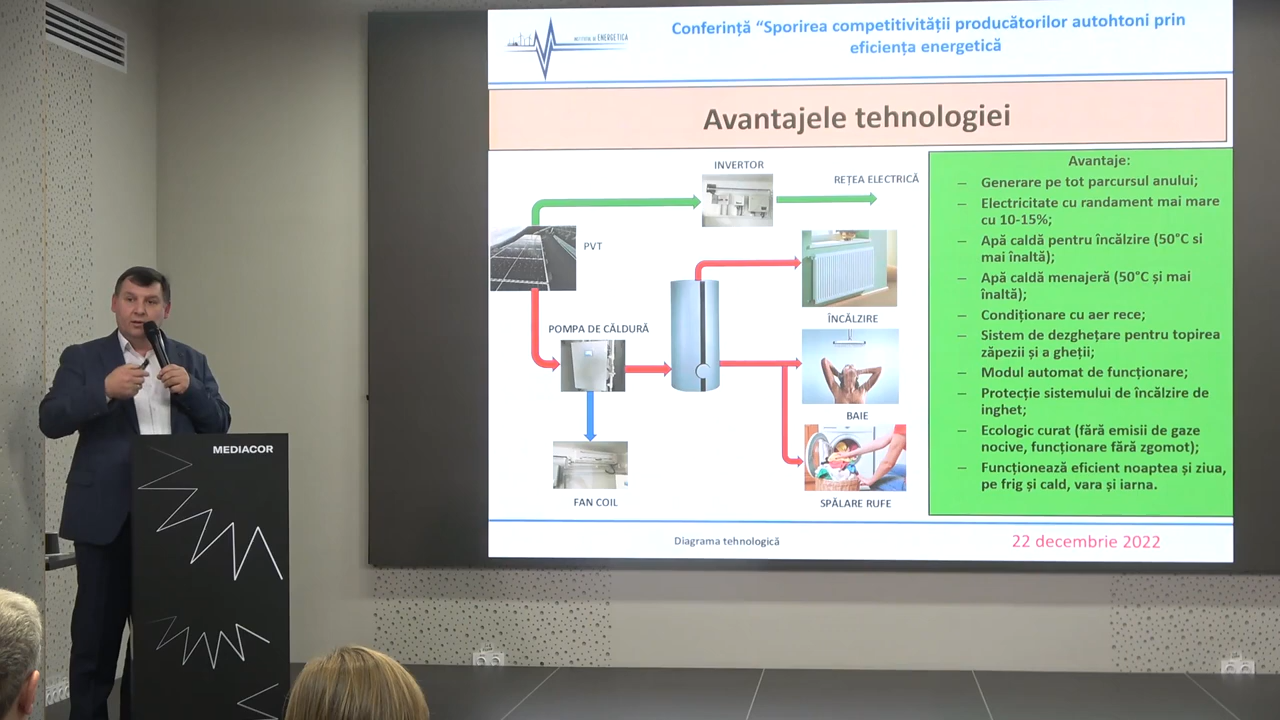 INSTITUTUL DE ENERGETICA
Conferință “Sporirea competitivității producătorilor autohtoni prin
eficiența energetică
Avantajele tehnologiei
INVERTOR
REȚEA ELECTRICĂ
PVT
POMPA DE CĂLDURĂ
ÎNCĂLZIRE
BAIE
FAN COIL
SPĂLARE RUFE
Avantaje:
– Generare pe tot parcursul anului;
– Electricitate cu randament mai mare
cu 10-15%;
– Apă caldă pentru încălzire (50°C si
mai înaltă);
– Apă caldă menajeră (50°C și mai
înaltă);
– Condiționare cu aer rece;
– Sistem de dezghețare pentru topirea
zăpezii și a gheții;
– Modul automat de funcționare;
– Protecție sistemului de încălzire de
inghet;
– Ecologic curat (fără emisii de gaze
nocive, funcționare fără zgomot);
– Funcționează eficient noaptea și ziua,
pe frig și cald, vara și iarna.
Diagrama tehnologică
22 decembrie 2022
MEDIACOR